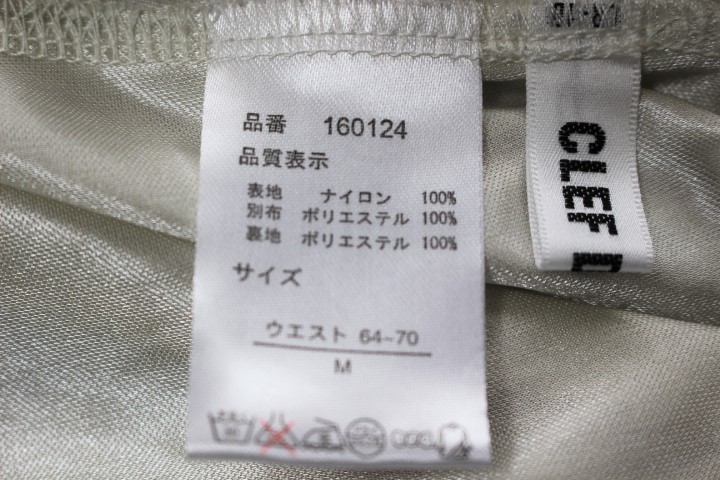 品番 160124
品質表示
表地 ナイロン 100%
別布 ポリエステル 100%
裏地 ポリエステル 100%
サイズ
ウエスト 64~70
M
CLEF